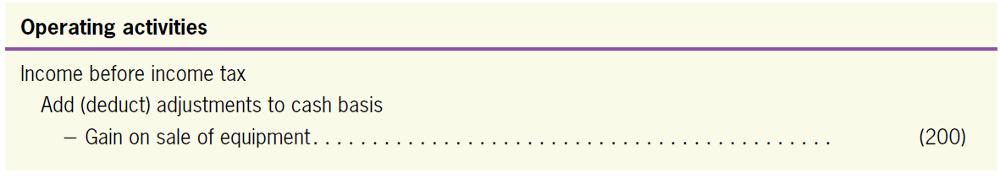 Operating activities
Income before income tax
Add (deduct) adjustments to cash basis
– Gain on sale of equipment. . . . . . . . . . . . . . . . . . . . . . . . . . . . . . . . . . . . . . . . . . . . (200)